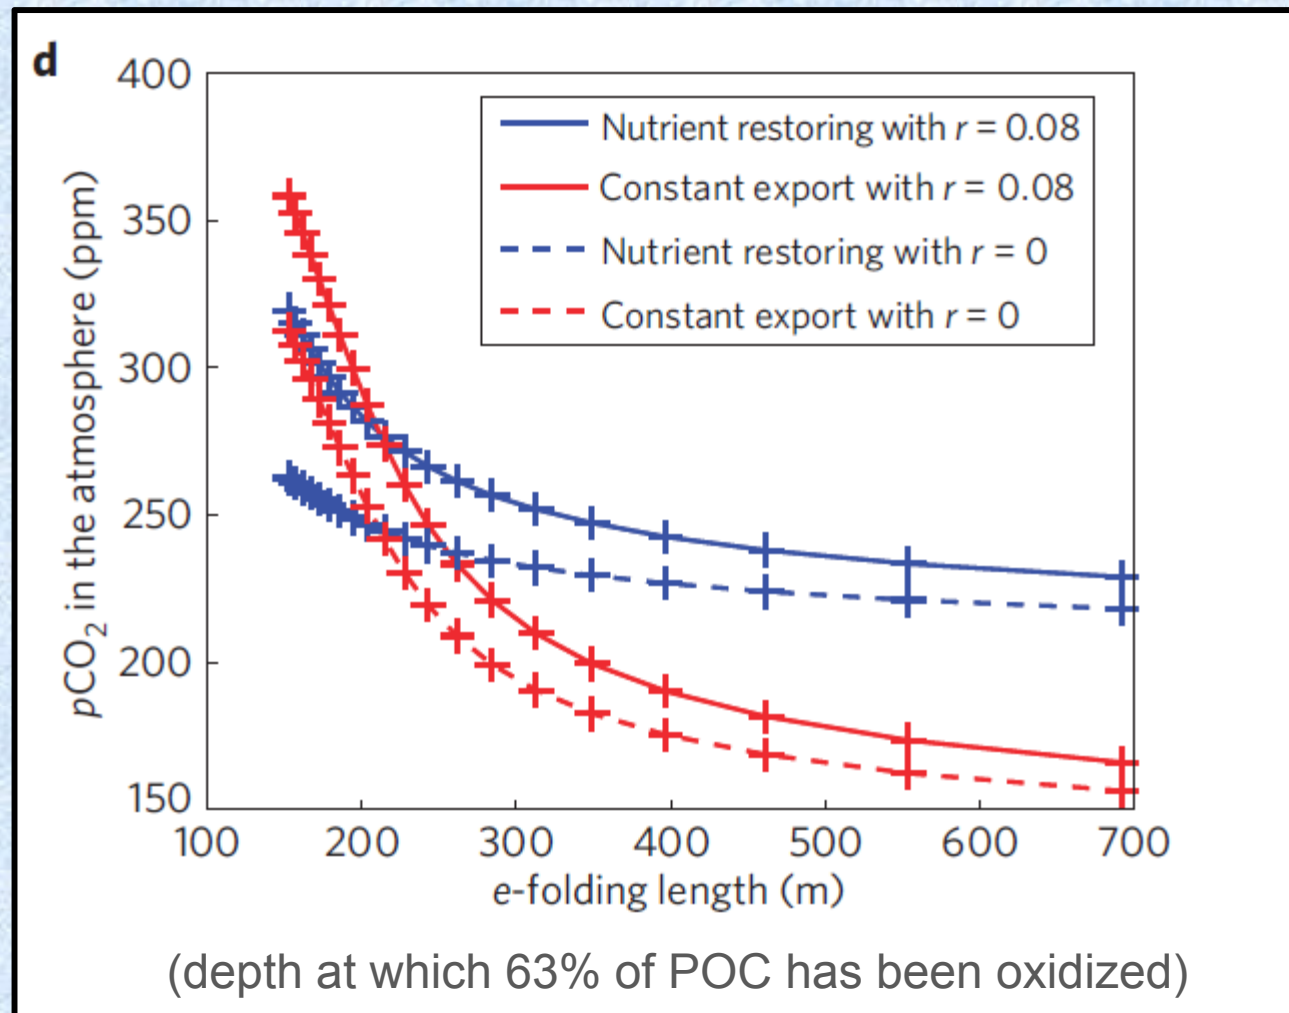 d
400
350
300
250
200
150
pCO2 in the atmosphere (ppm)
Nutrient restoring with r = 0.08
Constant export with r = 0.08
Nutrient restoring with r = 0
Constant export with r = 0
100 200 300 400 500 600 700
e-folding length (m)
(depth at which 63% of POC has been oxidized)